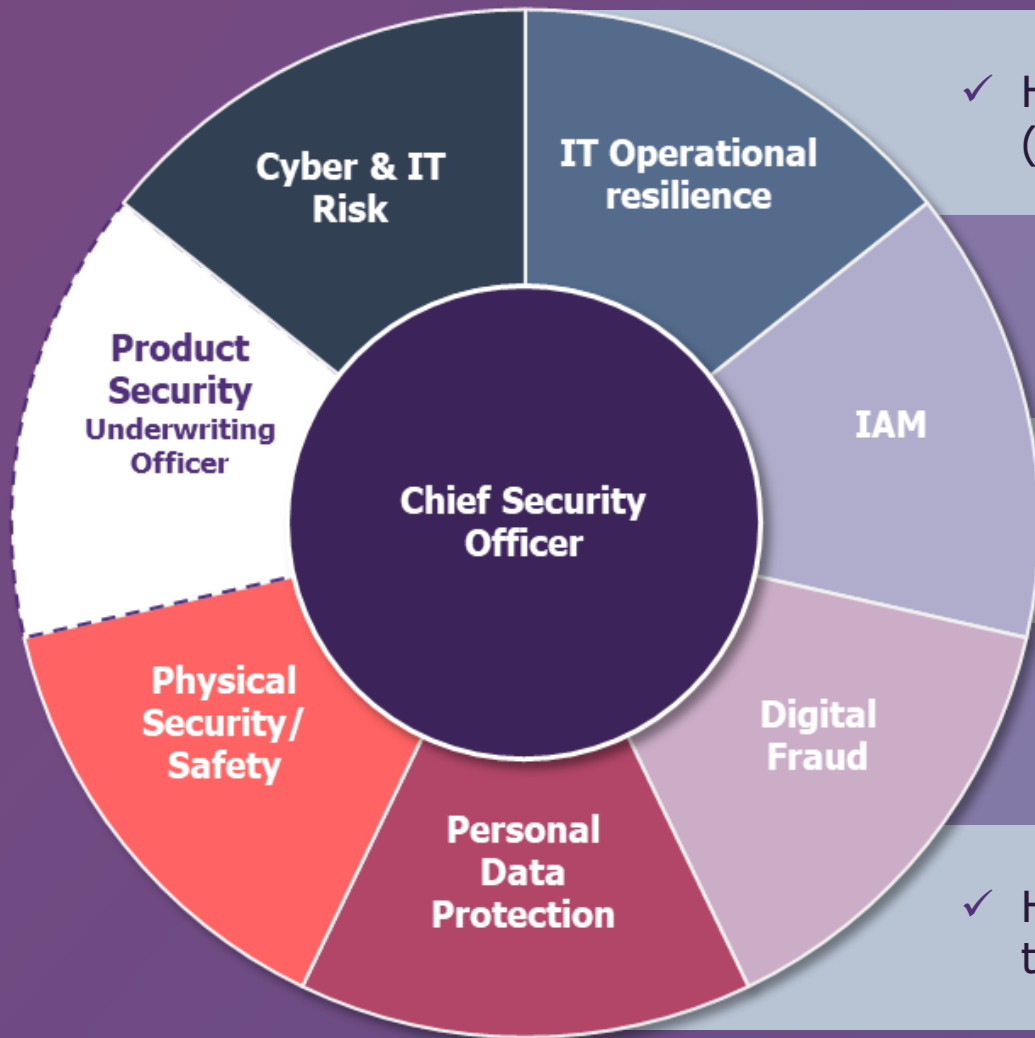 Cyber & IT
Risk
IT Operational
resilience
IAM
Digital
Fraud
Personal
Data
Protection
Physical
Security/
Safety
Product
Security
Underwriting
Officer
Chief Security
Officer